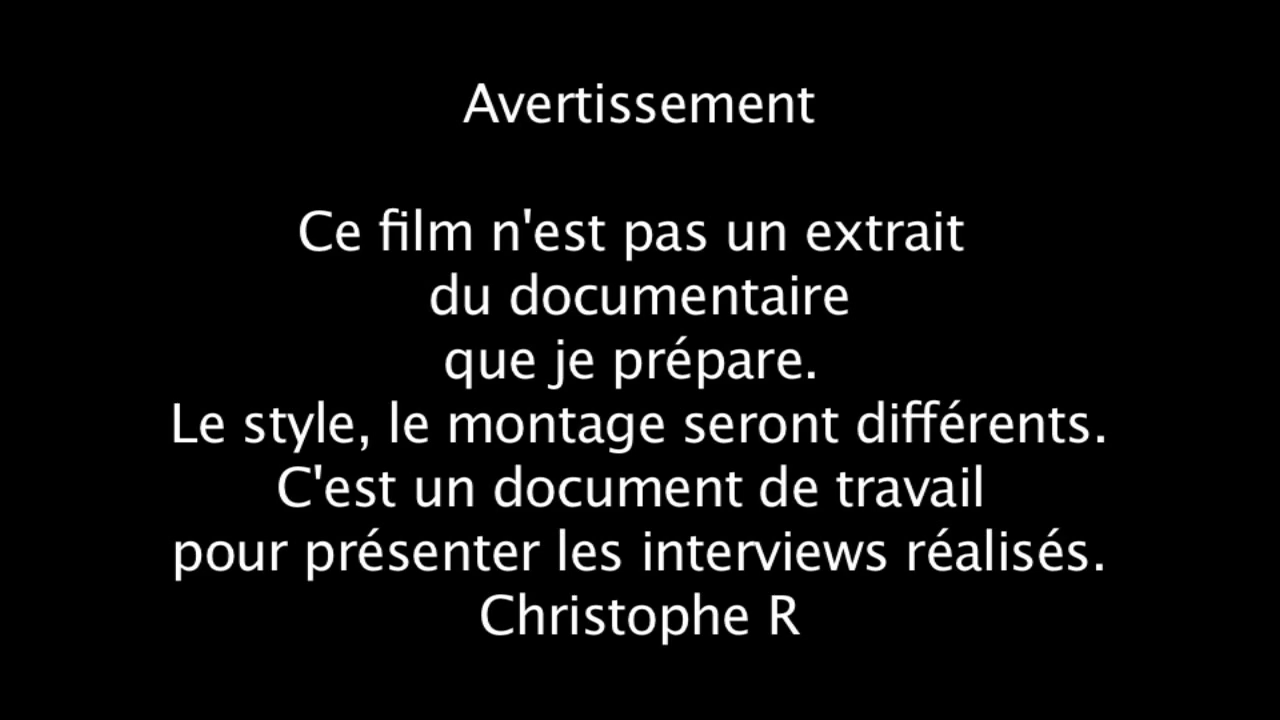 Avertissement
Ce film n'est pas un extrait
du documentaire
que je prépare.
Le style, le montage seront différents.
C'est un document de travail
pour présenter les interviews réalisés.
Christophe R